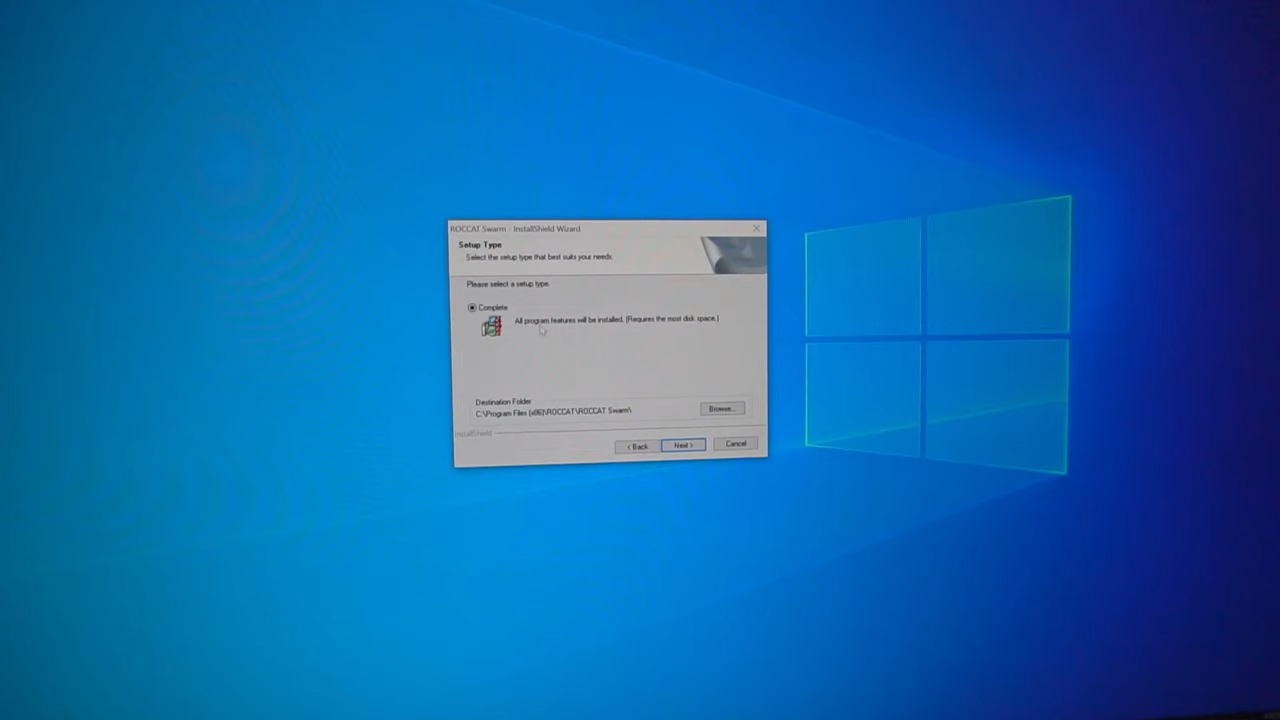 ROCCAT Swarm - InstallShield Wizard
Setup Type
Select the setup type that best suits your needs.
Please select a setup type.
Complete
All program features will be installed. (Requires the most disk space.)
Destination Folder
C:\Program Files (x86)\ROCCAT\ROCCAT Swarm\
Browse...
InstallShield
< Back
Next >
Cancel